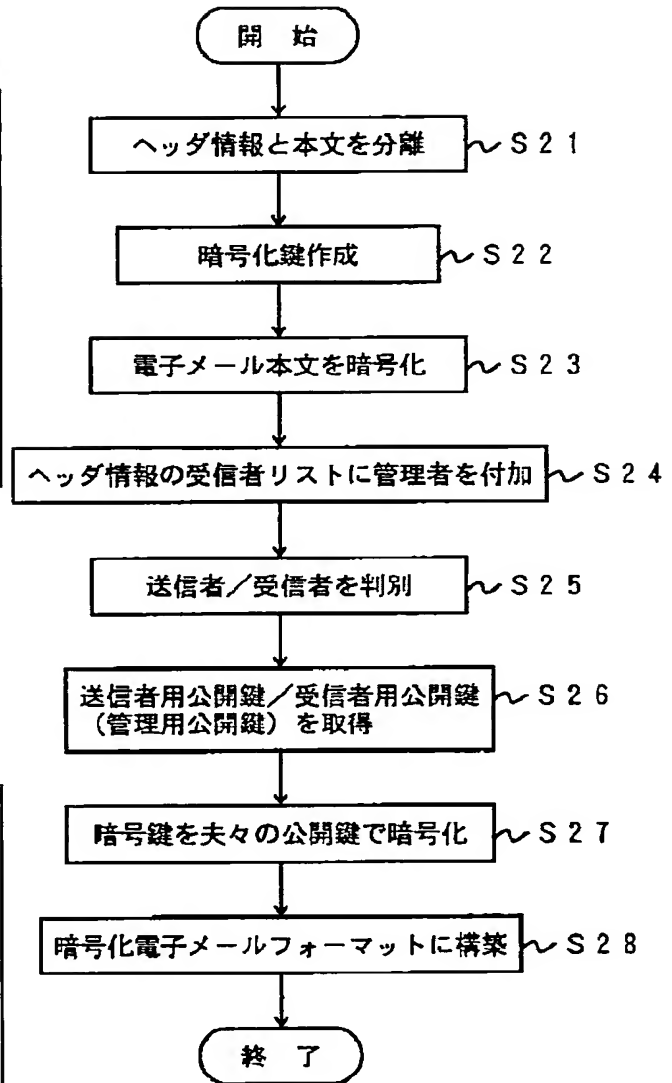 開 始
ヘッダ情報と本文を分離 S21
暗号化鍵作成 S22
電子メール本文を暗号化 S23
ヘッダ情報の受信者リストに管理者を付加 S24
送信者/受信者を判別 S25
送信者用公開鍵/受信者用公開鍵 S26
(管理用公開鍵)を取得
暗号鍵を夫々の公開鍵で暗号化 S27
暗号化電子メールフォーマットに構築 S28
終 了